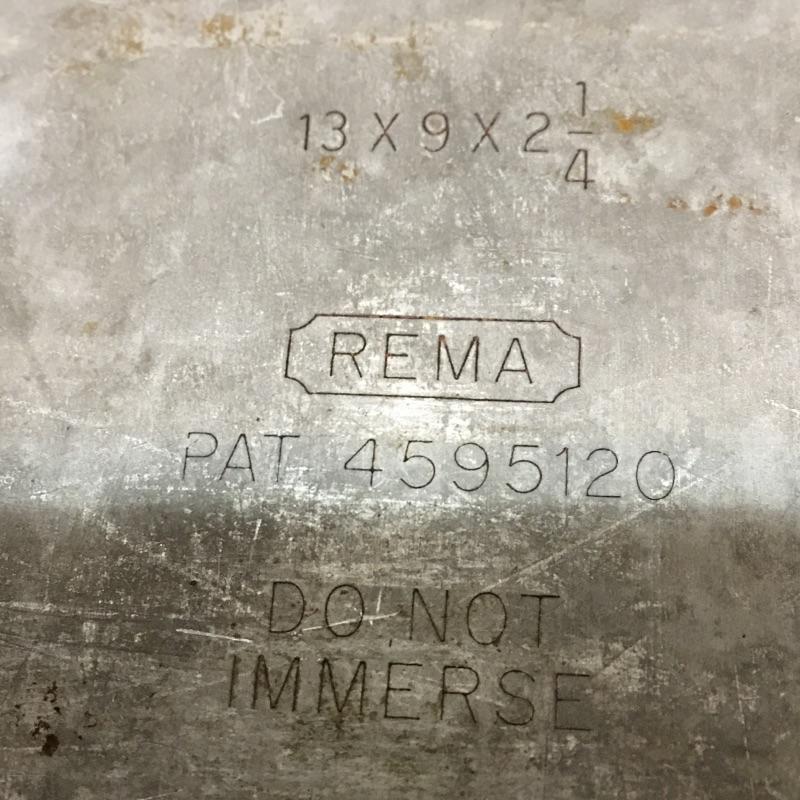 13 X 9 X 2 1/4
REMA
PAT 4595120
DO NOT
IMMERSE